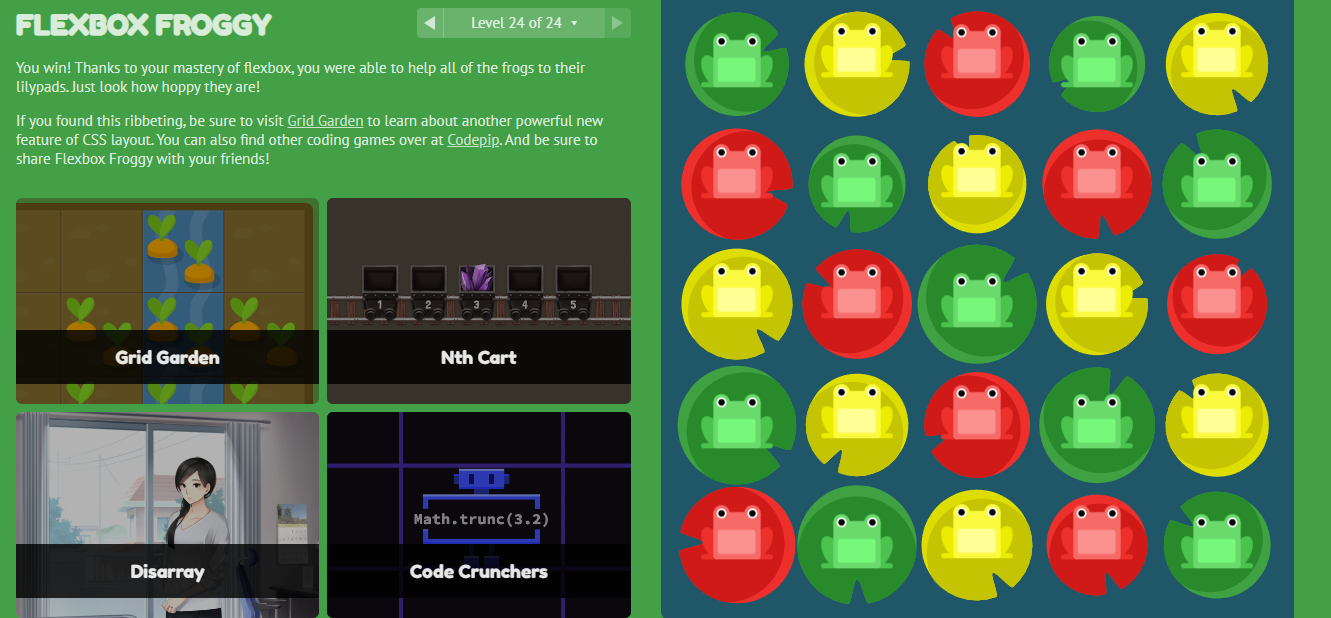 FLEXBOX FROGGY
Level 24 of 24
You win! Thanks to your mastery of flexbox, you were able to help all of the frogs to their
lilypads. Just look how hoppy they are!
If you found this ribbeting, be sure to visit Grid Garden to learn about another powerful new
feature of CSS layout. You can also find other coding games over at Codepip. And be sure to
share Flexbox Froggy with your friends!
Grid Garden
1 2 3 4 5
Nth Cart
Disarray
Math.trunc(3.2)
Code Crunchers